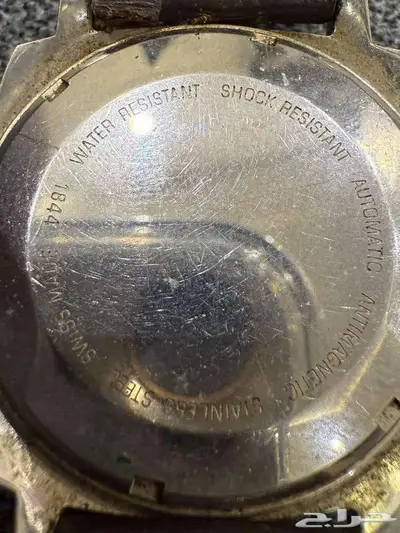 WATER RESISTANT SHOCK RESISTANT AUTOMATIC ANTIMAGNETIC STAINLESS STEEL SWISS MADE 1844
حراج